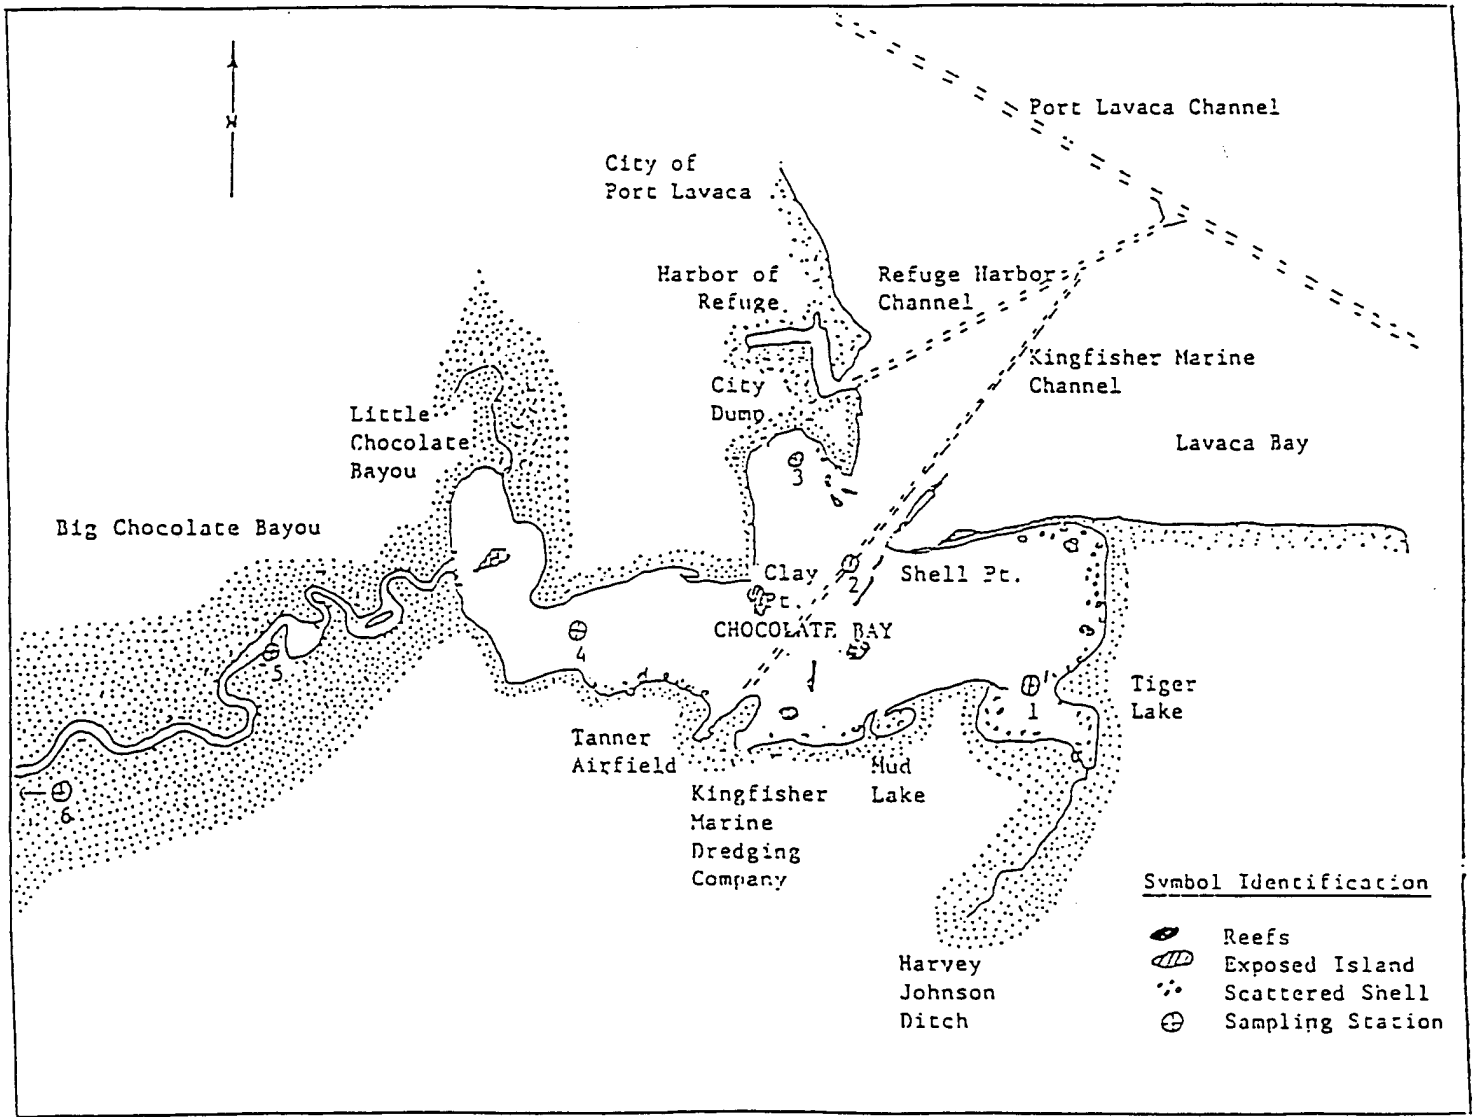 Port Lavaca Channel
N
City of
Port Lavaca
Harbor of
Refuge
Refuge Harbor
Channel
Kingfisher Marine
Channel
City
Dump
Little
Chocolate
Bayou
Lavaca Bay
3
Big Chocolate Bayou
Clay
Pt.
2
Shell Pt.
CHOCOLATE BAY
4
5
1
Tiger
Lake
Tanner
Airfield
Mud
Lake
6
Kingfisher
Marine
Dredging
Company
Symbol Identification
Reefs
Exposed Island
Scattered Shell
Sampling Station
Harvey
Johnson
Ditch